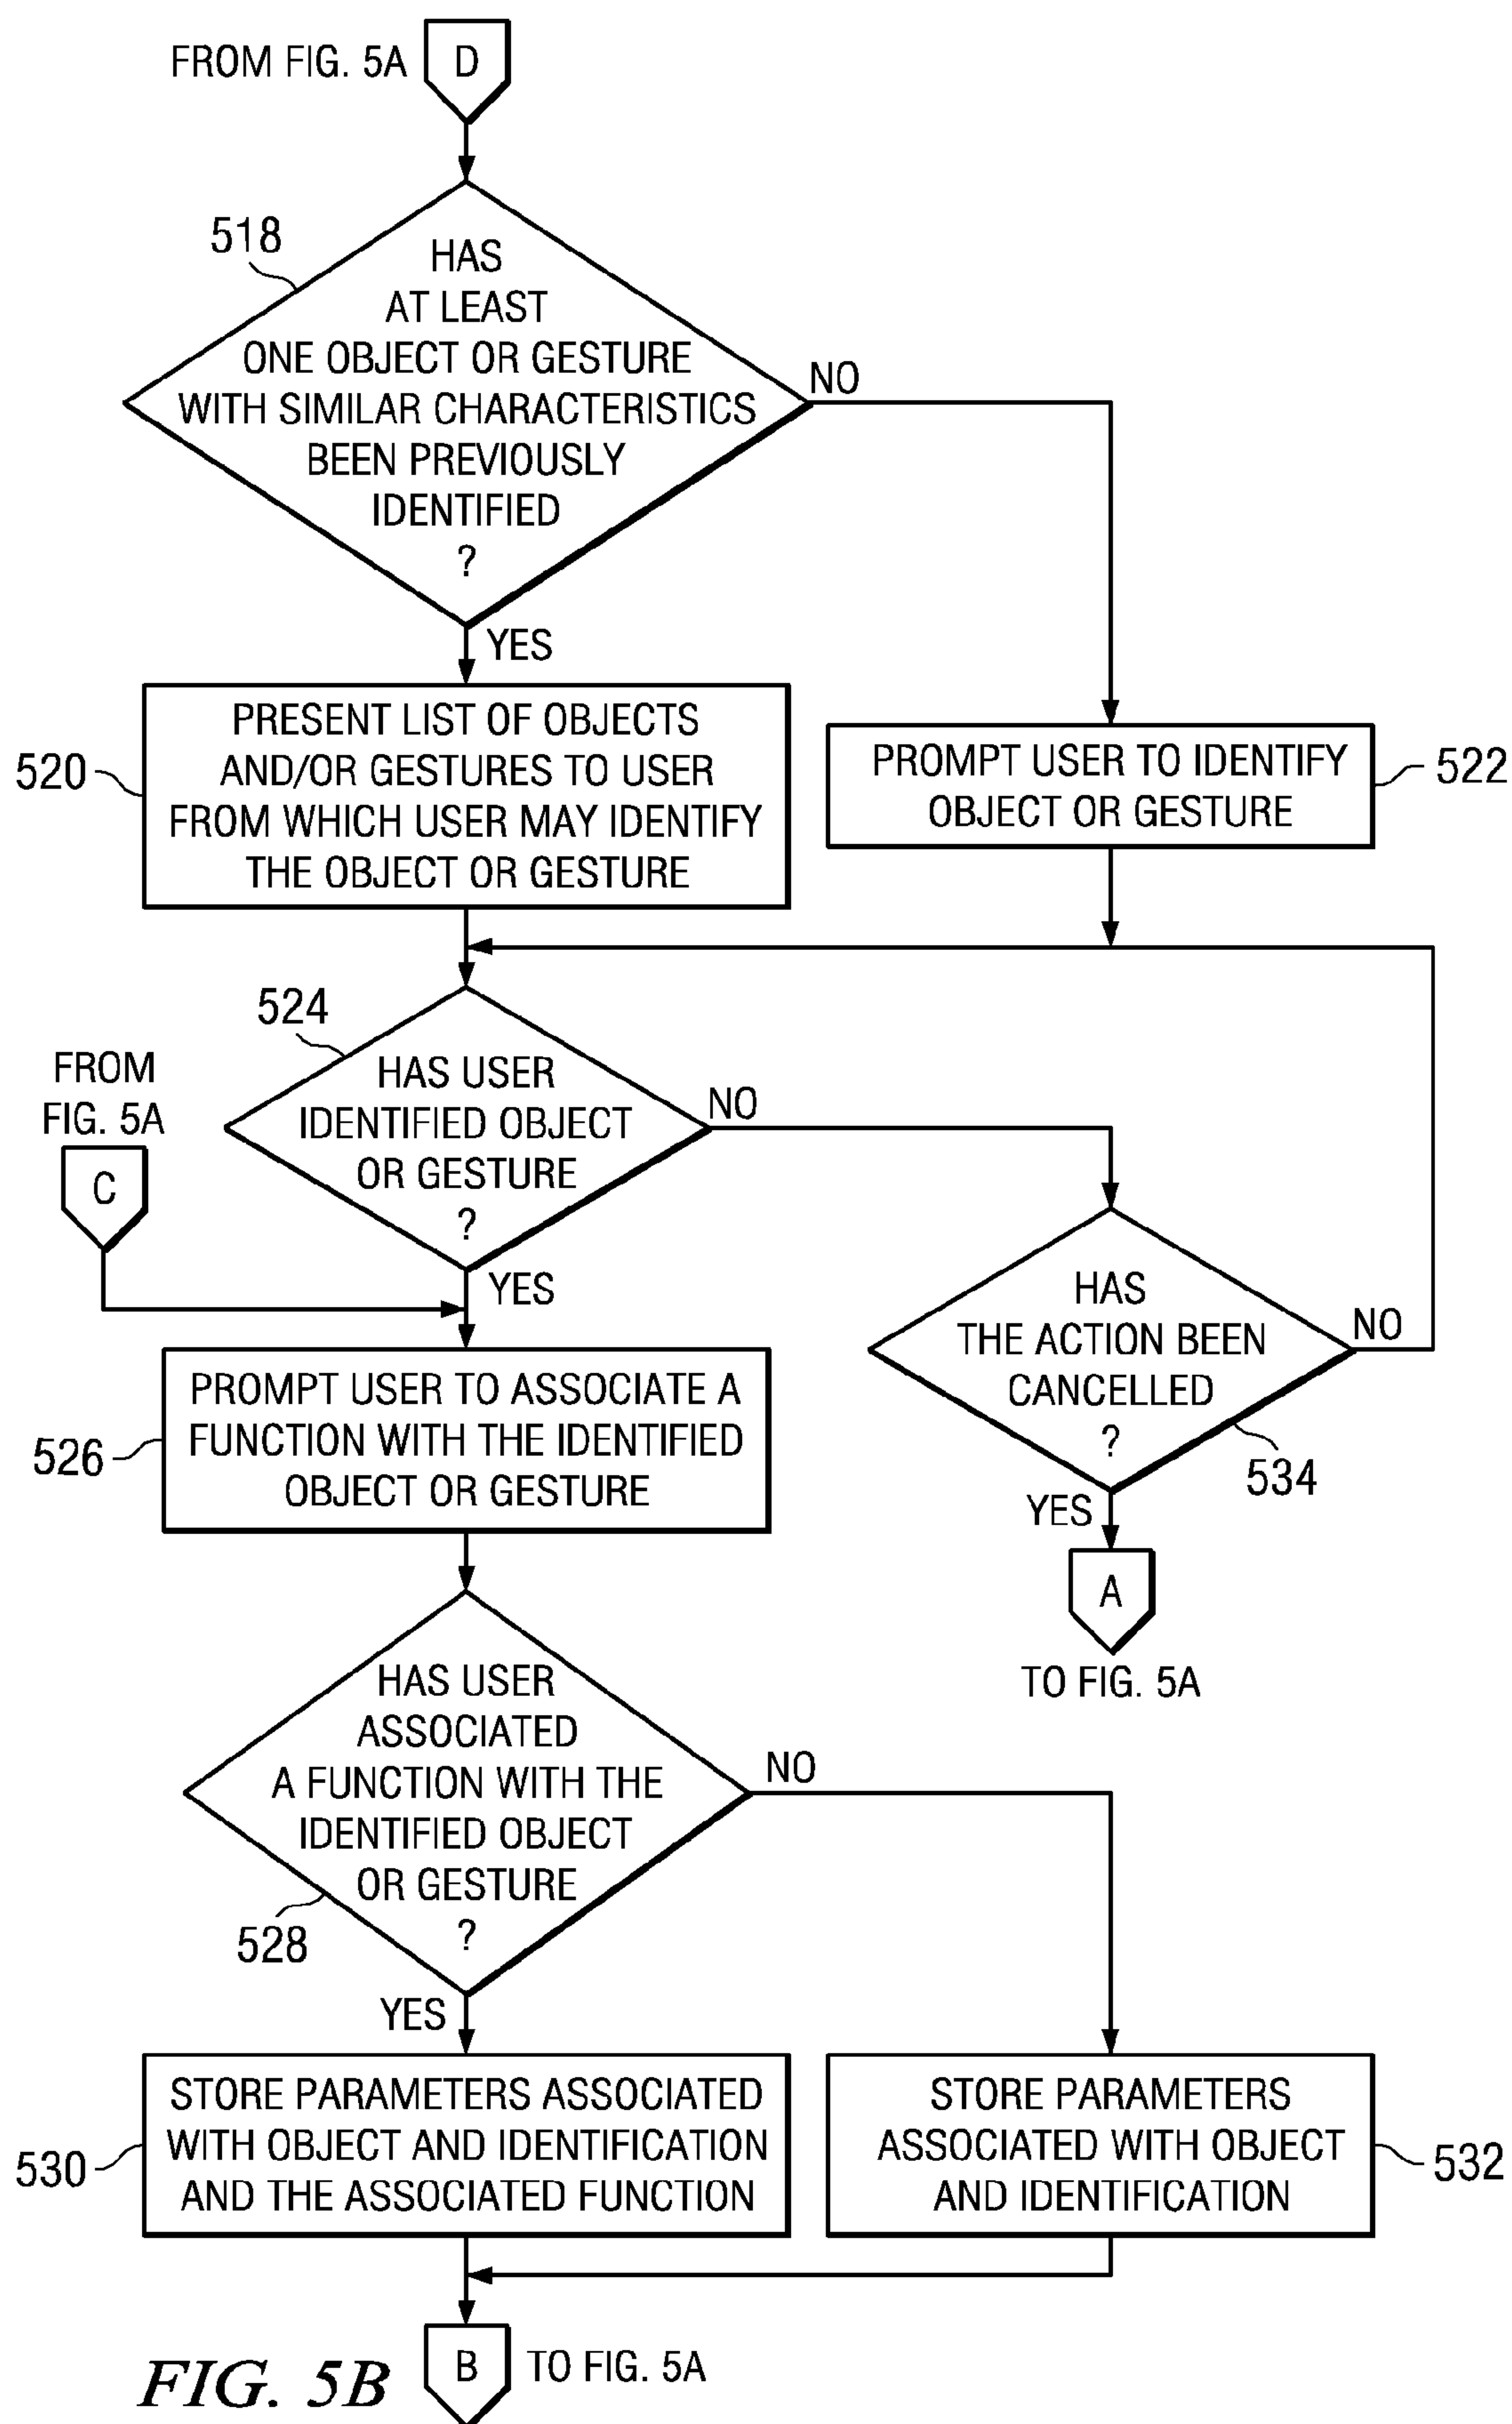 FROM FIG. 5A
D
518
HAS
AT LEAST
ONE OBJECT OR GESTURE
WITH SIMILAR CHARACTERISTICS
BEEN PREVIOUSLY
IDENTIFIED
?
NO
YES
520
PRESENT LIST OF OBJECTS
AND/OR GESTURES TO USER
FROM WHICH USER MAY IDENTIFY
THE OBJECT OR GESTURE
PROMPT USER TO IDENTIFY
OBJECT OR GESTURE
522
524
HAS USER
IDENTIFIED OBJECT
OR GESTURE
?
NO
YES
FROM
FIG. 5A
C
HAS
THE ACTION BEEN
CANCELLED
?
NO
534
YES
A
TO FIG. 5A
526
PROMPT USER TO ASSOCIATE A
FUNCTION WITH THE IDENTIFIED
OBJECT OR GESTURE
HAS USER
ASSOCIATED
A FUNCTION WITH THE
IDENTIFIED OBJECT
OR GESTURE
?
528
NO
YES
530
STORE PARAMETERS ASSOCIATED
WITH OBJECT AND IDENTIFICATION
AND THE ASSOCIATED FUNCTION
STORE PARAMETERS
ASSOCIATED WITH OBJECT
AND IDENTIFICATION
532
FIG. 5B
B
TO FIG. 5A